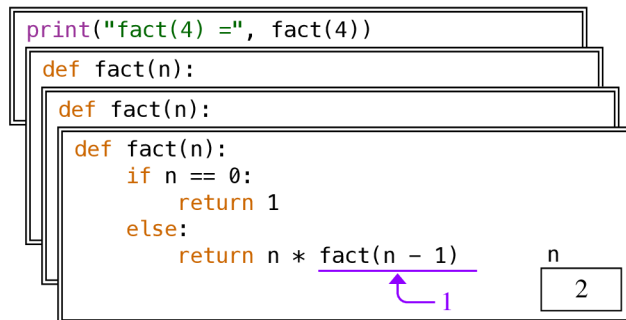 print("fact(4) =", fact(4))
def fact(n):
def fact(n):
def fact(n):
if n == 0:
return 1
else:
return n * fact(n − 1)
n
1
2